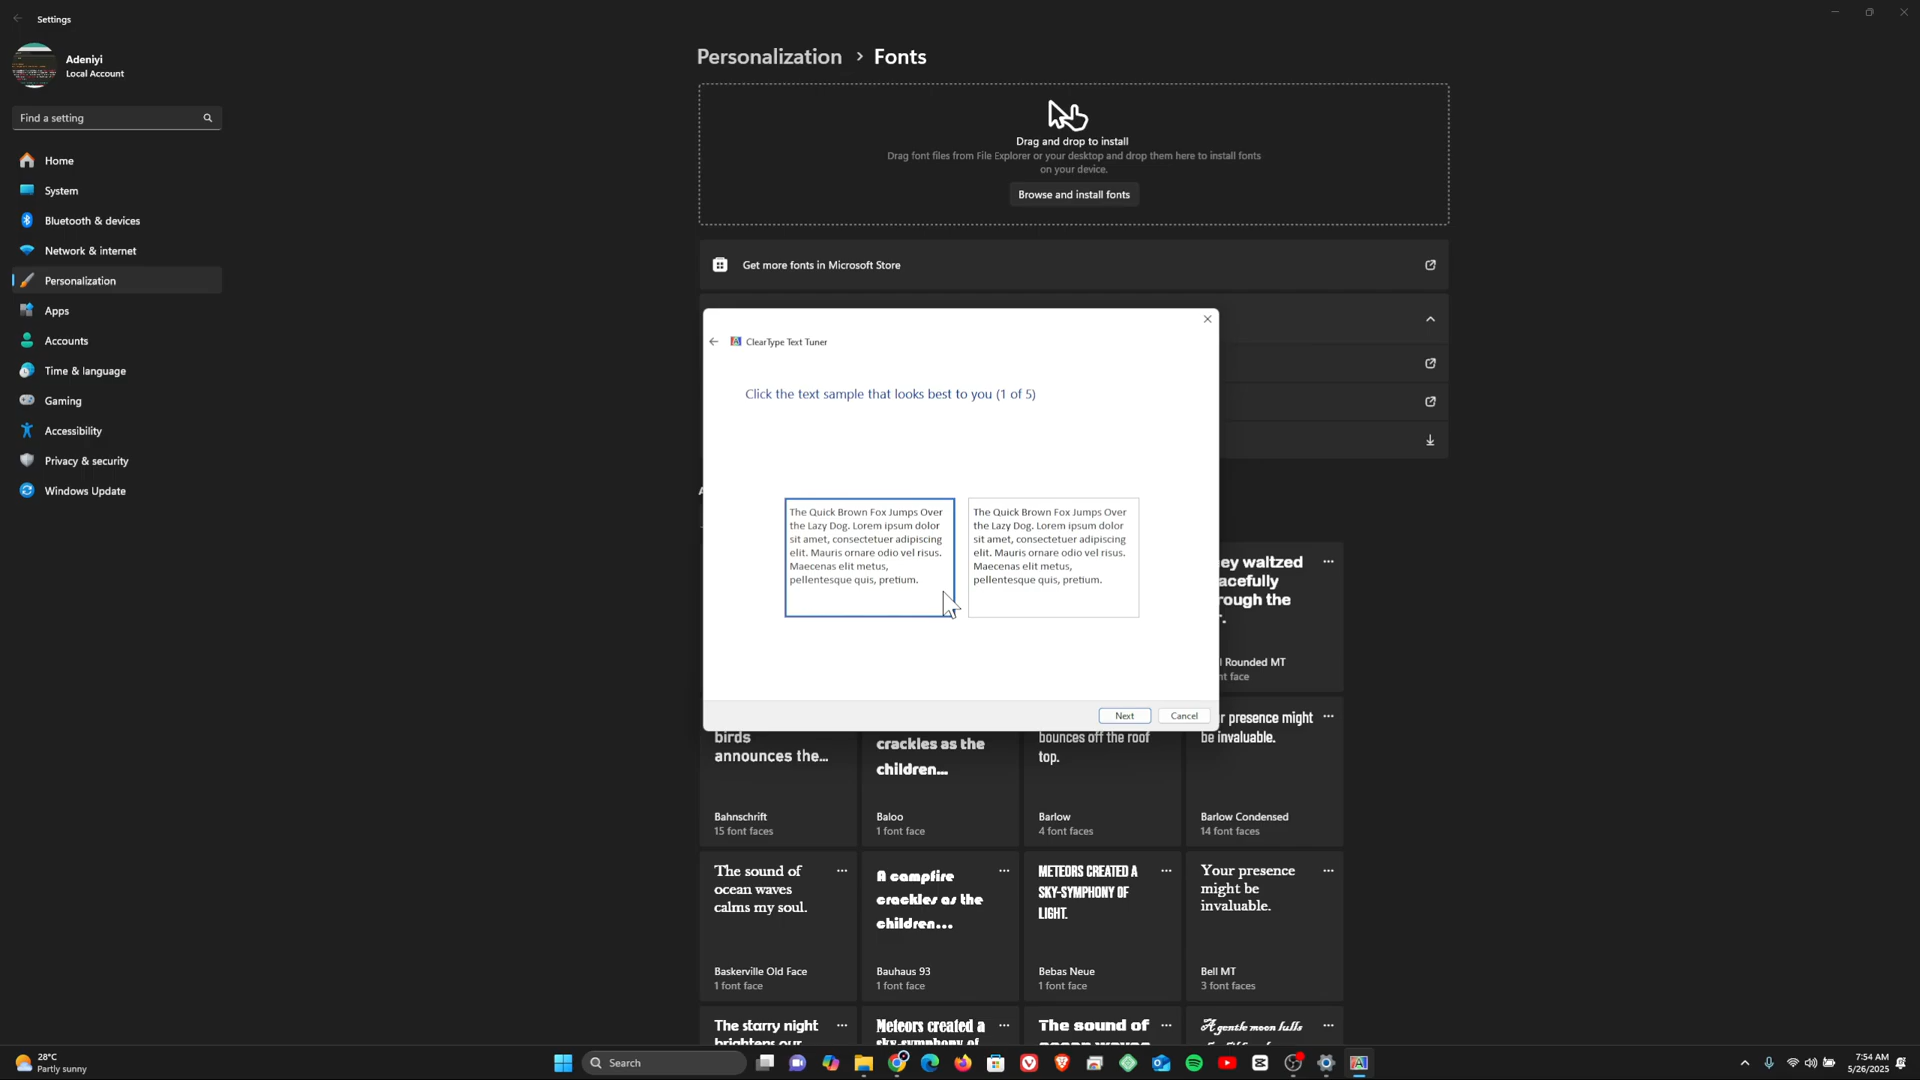 Settings
Adeniyi
Local Account
Find a setting
Home
System
Bluetooth & devices
Network & internet
Personalization
Apps
Accounts
Time & language
Gaming
Accessibility
Privacy & security
Windows Update
Personalization > Fonts
Drag and drop to install
Drag font files from File Explorer or your desktop and drop them here to install fonts
on your device.
Browse and install fonts
Get more fonts in Microsoft Store
ClearType Text Tuner
Click the text sample that looks best to you (1 of 5)
The Quick Brown Fox Jumps Over
the Lazy Dog. Lorem ipsum dolor
sit amet, consectetuer adipiscing
elit. Mauris ornare odio vel risus.
Maecenas elit metus,
pellentesque quis, pretium.
The Quick Brown Fox Jumps Over
the Lazy Dog. Lorem ipsum dolor
sit amet, consectetuer adipiscing
elit. Mauris ornare odio vel risus.
Maecenas elit metus,
pellentesque quis, pretium.
Next
Cancel
ey waltzed
acefully
rough the
r.
l Rounded MT
nt face
birds
announces the...
Bahnschrift
15 font faces
crackles as the
children...
Baloo
1 font face
bounces off the roof
top.
Barlow
4 font faces
r presence might
be invaluable.
Barlow Condensed
14 font faces
The sound of
ocean waves
calms my soul.
Baskerville Old Face
1 font face
A campfire
crackles as the
children...
Bauhaus 93
1 font face
METEORS CREATED A
SKY-SYMPHONY OF
LIGHT.
Bebas Neue
1 font face
Your presence
might be
invaluable.
Bell MT
3 font faces
The starry night
brightens our
Meteors created a
sky-symphony of
The sound of
ocean waves
A gentle moon lulls
28°C
Partly sunny
Search
7:54 AM
5/26/2025